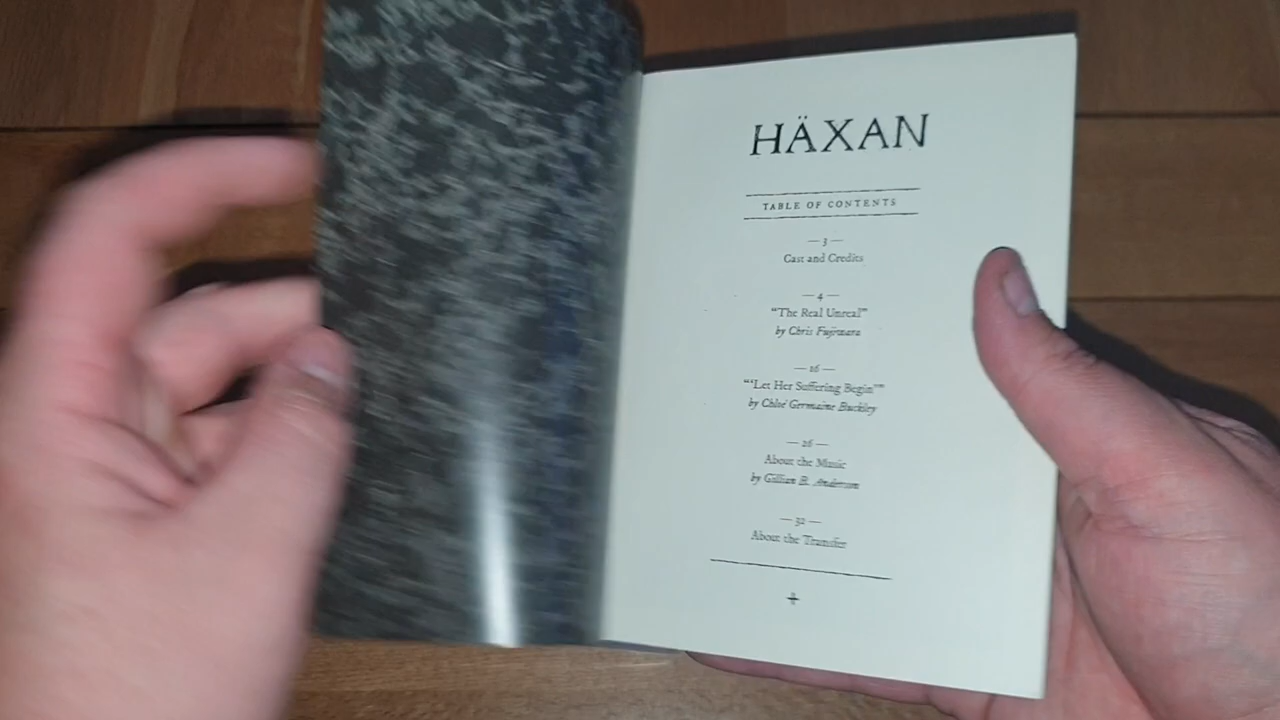 HÄXAN
TABLE OF CONTENTS
— 3 —
Cast and Credits
— 4 —
“The Real Unreal”
by Chris Fujiwara
— 16 —
“‘Let Her Suffering Begin’”
by Chloé Germaine Buckley
— 26 —
About the Music
by Gillian B. Anderson
— 32 —
About the Transfer